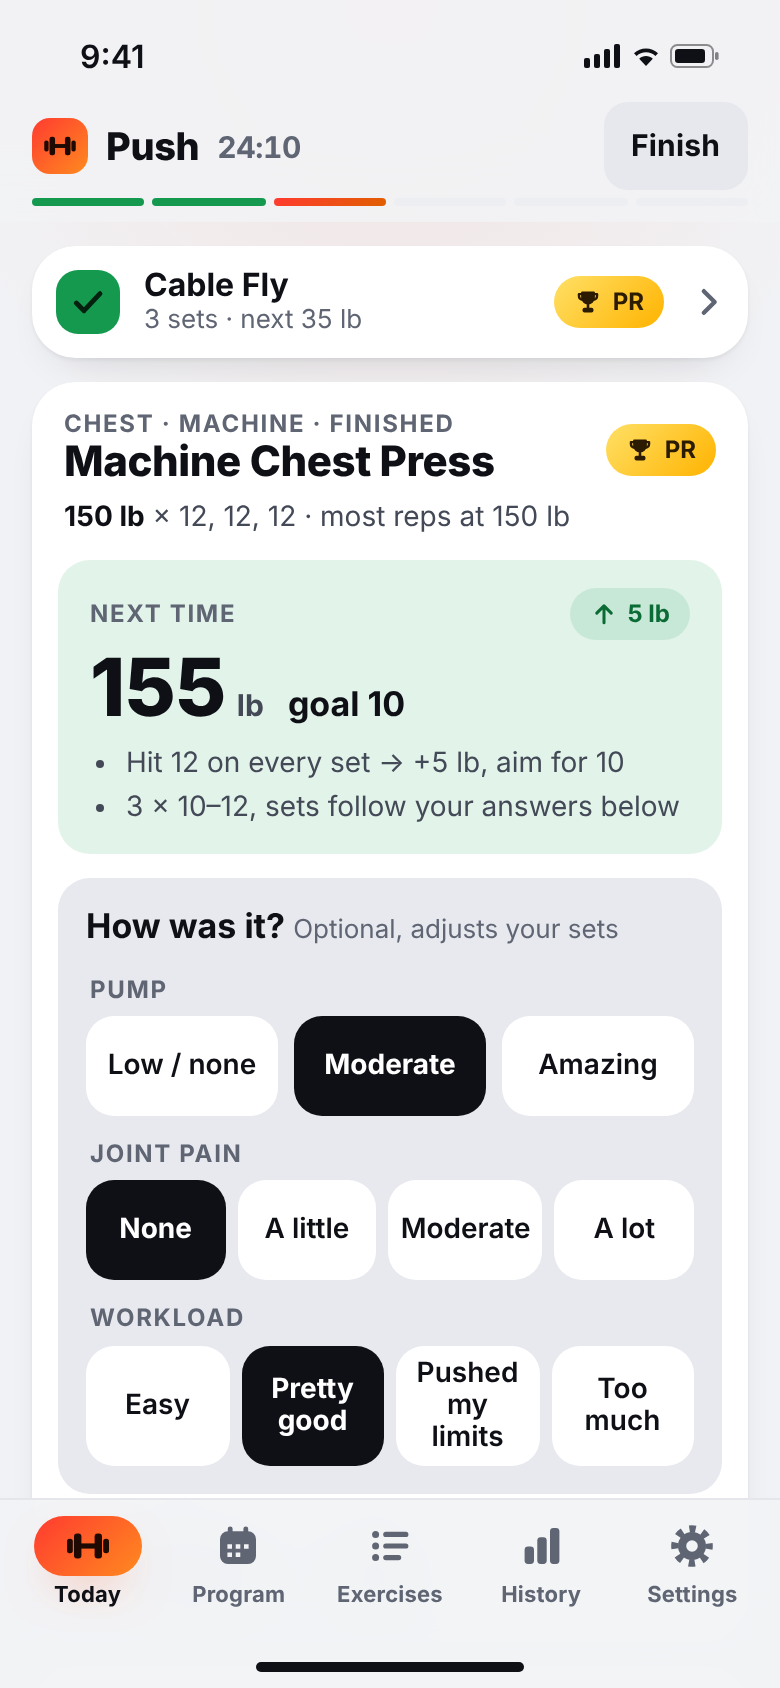 9:41
Push 24:10
Finish
Cable Fly
3 sets · next 35 lb
PR
CHEST · MACHINE · FINISHED
Machine Chest Press
PR
150 lb × 12, 12, 12 · most reps at 150 lb
NEXT TIME
↑ 5 lb
155 lb goal 10
• Hit 12 on every set → +5 lb, aim for 10
• 3 × 10–12, sets follow your answers below
How was it? Optional, adjusts your sets
PUMP
Low / none
Moderate
Amazing
JOINT PAIN
None
A little
Moderate
A lot
WORKLOAD
Easy
Pretty
good
Pushed
my
limits
Too
much
Today
Program
Exercises
History
Settings